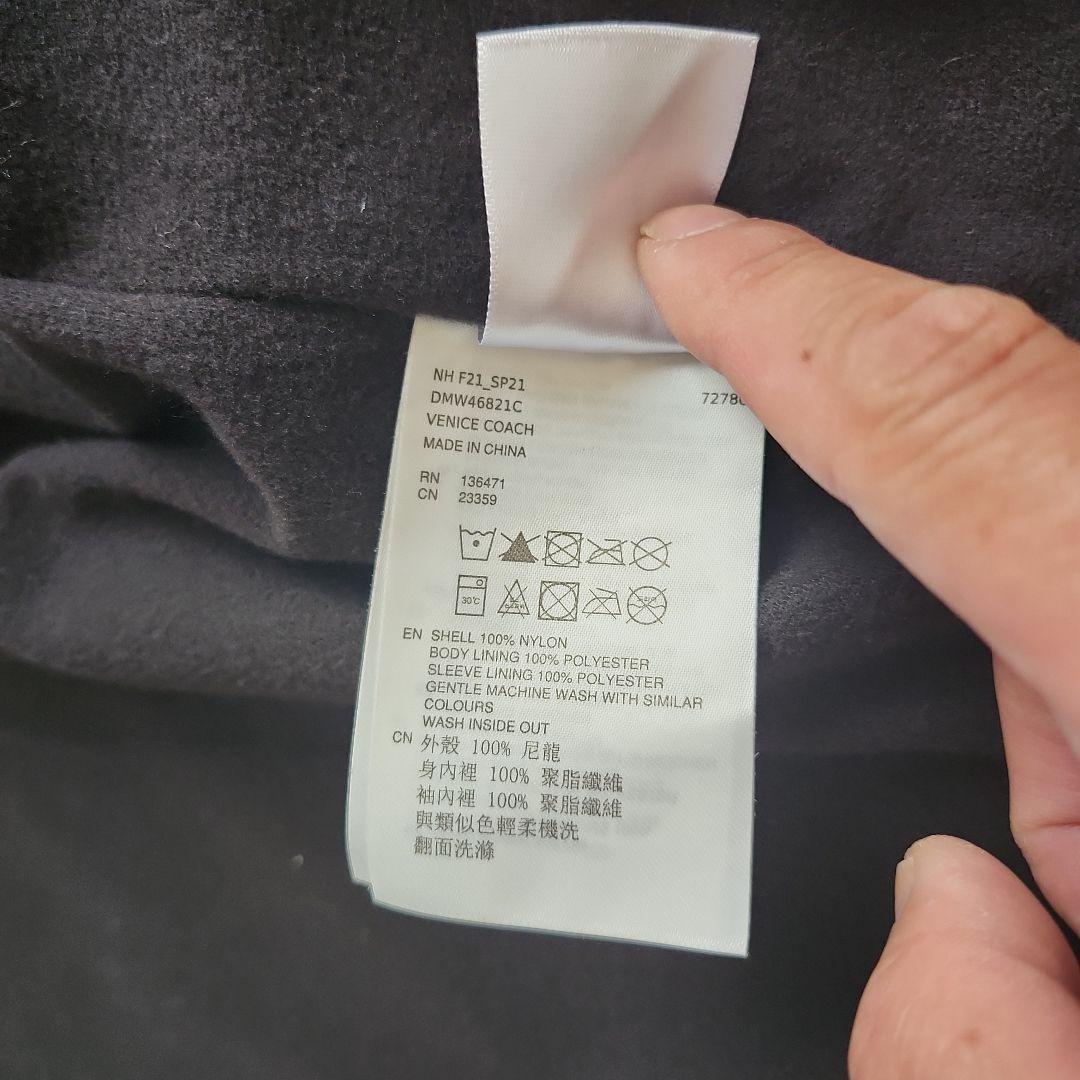 NH F21_SP21
DMW46821C
VENICE COACH
MADE IN CHINA
7278
RN 136471
CN 23359
30°C
EN SHELL 100% NYLON
BODY LINING 100% POLYESTER
SLEEVE LINING 100% POLYESTER
GENTLE MACHINE WASH WITH SIMILAR
COLOURS
WASH INSIDE OUT
CN 外殼 100% 尼龍
身內裡 100% 聚脂纖維
袖內裡 100% 聚脂纖維
與類似色輕柔機洗
翻面洗滌